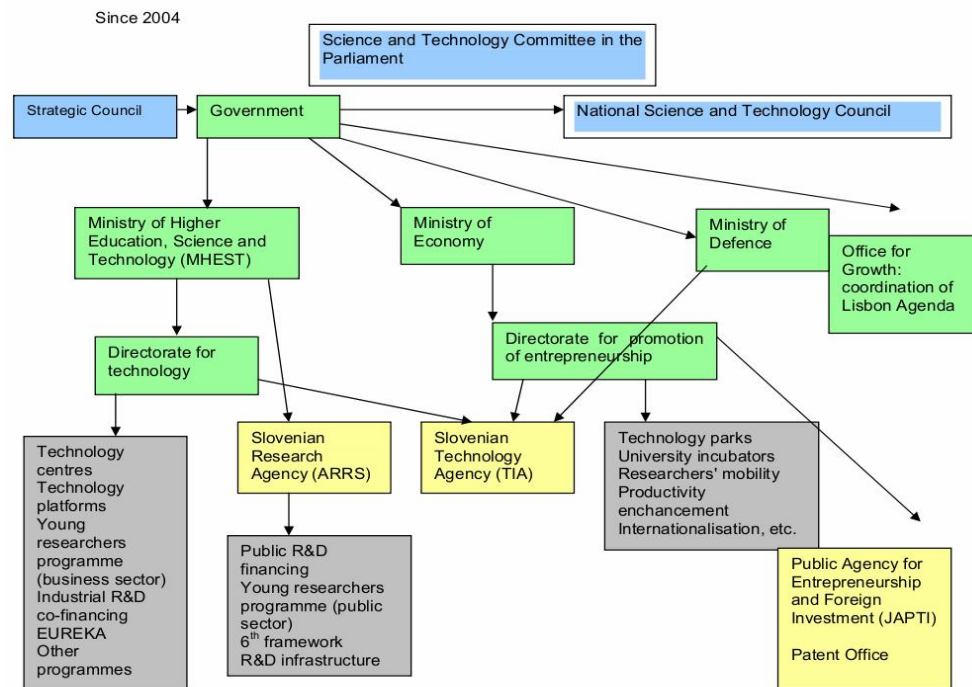 Since 2004
Science and Technology Committee in the
Parliament
Strategic Council
Government
National Science and Technology Council
Ministry of Higher
Education, Science and
Technology (MHEST)
Ministry of
Economy
Ministry of
Defence
Office for
Growth:
coordination of
Lisbon Agenda
Directorate for
technology
Directorate for promotion
of entrepreneurship
Technology
centres
Technology
platforms
Young
researchers
programme
(business sector)
Industrial R&D
co-financing
EUREKA
Other
programmes
Slovenian
Research
Agency (ARRS)
Slovenian
Technology
Agency (TIA)
Technology parks
University incubators
Researchers' mobility
Productivity
enchancement
Internationalisation, etc.
Public R&D
financing
Young researchers
programme (public
sector)
6th framework
R&D infrastructure
Public Agency for
Entrepreneurship
and Foreign
Investment (JAPTI)
Patent Office